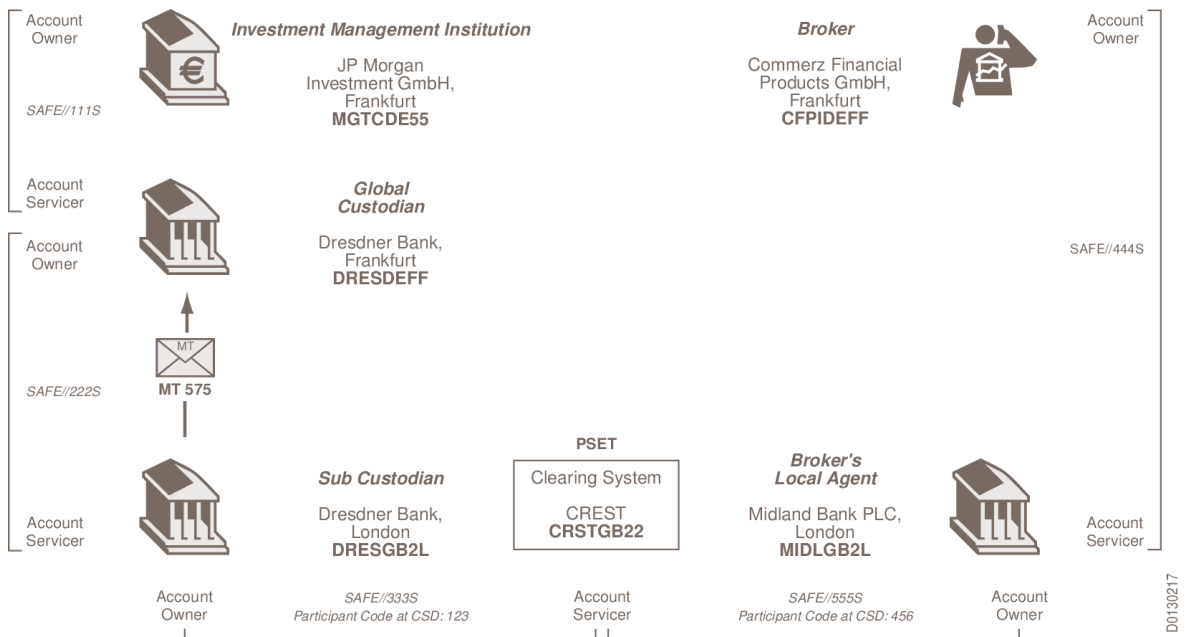 Account
Owner
Investment Management Institution
JP Morgan
Investment GmbH,
Frankfurt
MGTCDE55
Broker
Commerz Financial
Products GmbH,
Frankfurt
CFPIDEFF
Account
Owner
€
SAFE//111S
Account
Servicer
Global
Custodian
Dresdner Bank,
Frankfurt
DRESDEFF
Account
Owner
SAFE//444S
MT
MT 575
SAFE//222S
PSET
Clearing System
CREST
CRSTGB22
Sub Custodian
Dresdner Bank,
London
DRESGB2L
Broker's
Local Agent
Midland Bank PLC,
London
MIDLGB2L
Account
Servicer
Account
Servicer
Account
Owner
SAFE//333S
Participant Code at CSD: 123
Account
Servicer
SAFE//555S
Participant Code at CSD: 456
Account
Owner
D0130217